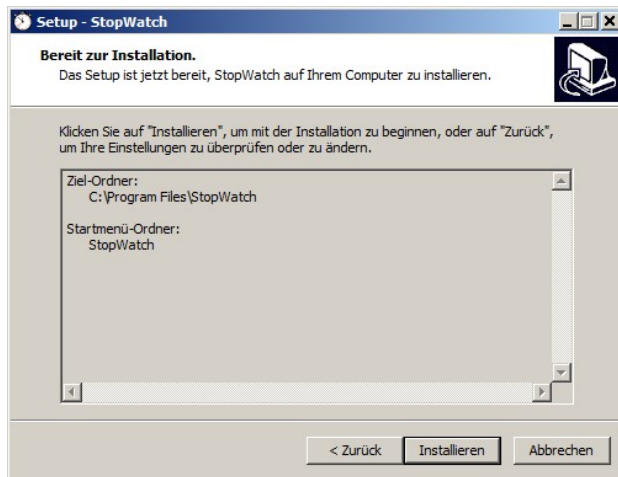 Setup - StopWatch
Bereit zur Installation.
Das Setup ist jetzt bereit, StopWatch auf Ihrem Computer zu installieren.
Klicken Sie auf "Installieren", um mit der Installation zu beginnen, oder auf "Zurück",
um Ihre Einstellungen zu überprüfen oder zu ändern.
Ziel-Ordner:
C:\Program Files\StopWatch
Startmenü-Ordner:
StopWatch
< Zurück
Installieren
Abbrechen